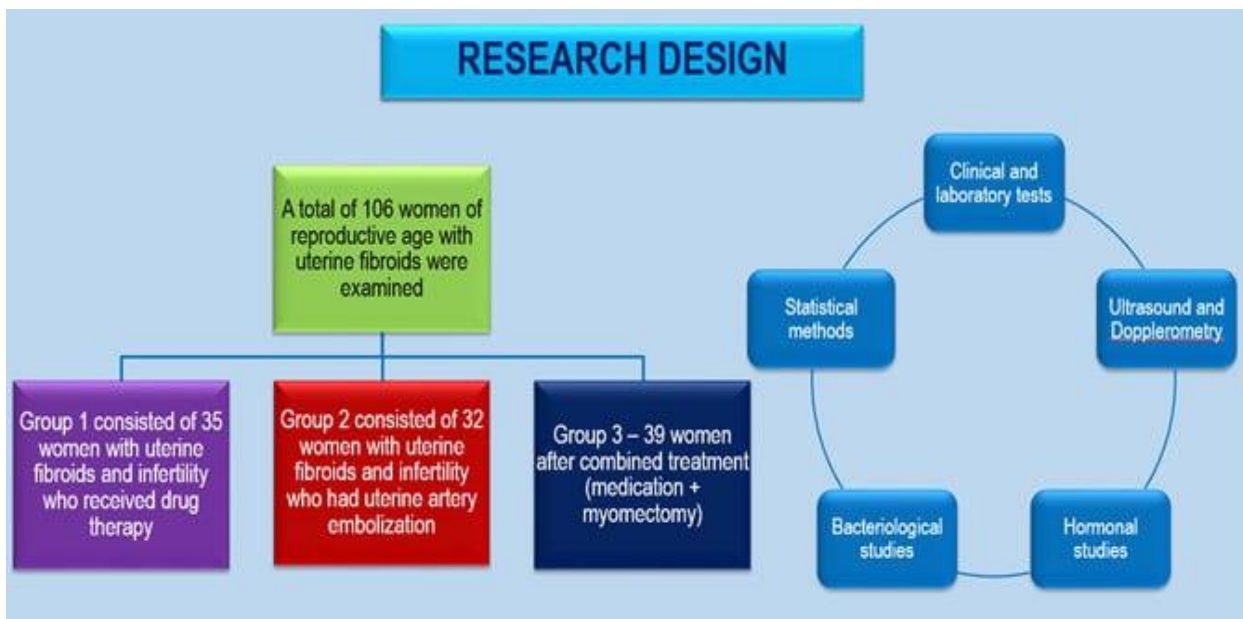 RESEARCH DESIGN
A total of 106 women of
reproductive age with
uterine fibroids were
examined
Group 1 consisted of 35
women with uterine
fibroids and infertility
who received drug
therapy
Group 2 consisted of 32
women with uterine
fibroids and infertility
who had uterine artery
embolization
Group 3 – 39 women
after combined treatment
(medication +
myomectomy)
Clinical and
laboratory tests
Ultrasound and
Dopplerometry
Hormonal
studies
Bacteriological
studies
Statistical
methods